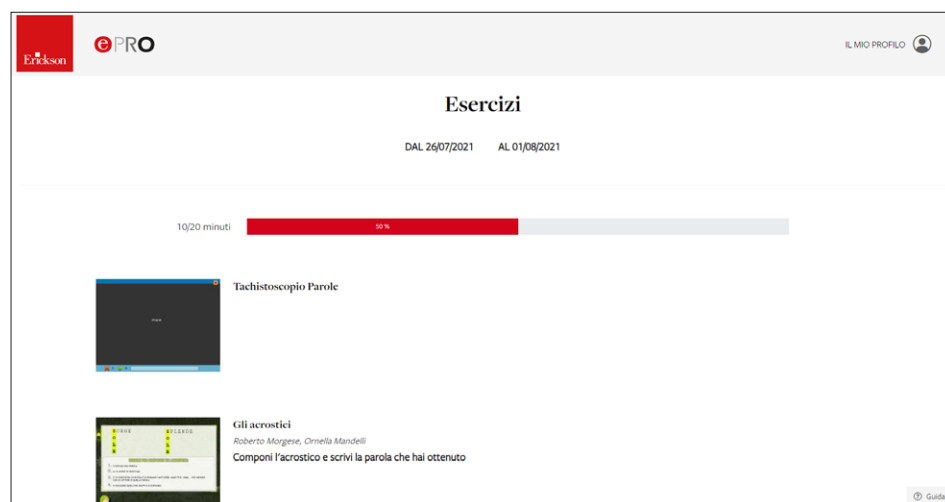 Erickson
ePRO
IL MIO PROFILO
Esercizi
DAL 26/07/2021 AL 01/08/2021
10/20 minuti
50 %
Tachistoscopio Parole
Gli acrostici
Roberto Morgese, Ornella Mandelli
Componi l'acrostico e scrivi la parola che hai ottenuto
Guida